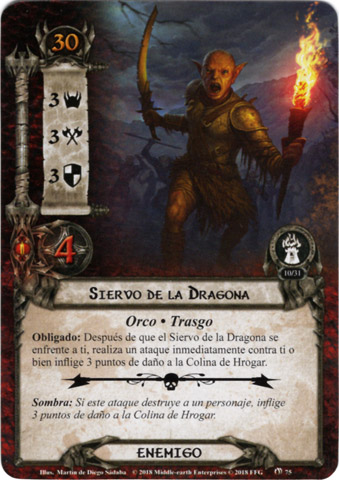 30
3
3
3
4
10/31
Siervo de la Dragona
Orco • Trasgo
Obligado: Después de que el Siervo de la Dragona se
enfrente a ti, realiza un ataque inmediatamente contra ti o
bien inflige 3 puntos de daño a la Colina de Hrogar.
Sombra: Si este ataque destruye a un personaje, inflige
3 puntos de daño a la Colina de Hrogar.
ENEMIGO
Illus. Martin de Diego Sádaba © 2018 Middle-earth Enterprises © 2018 FFG 75